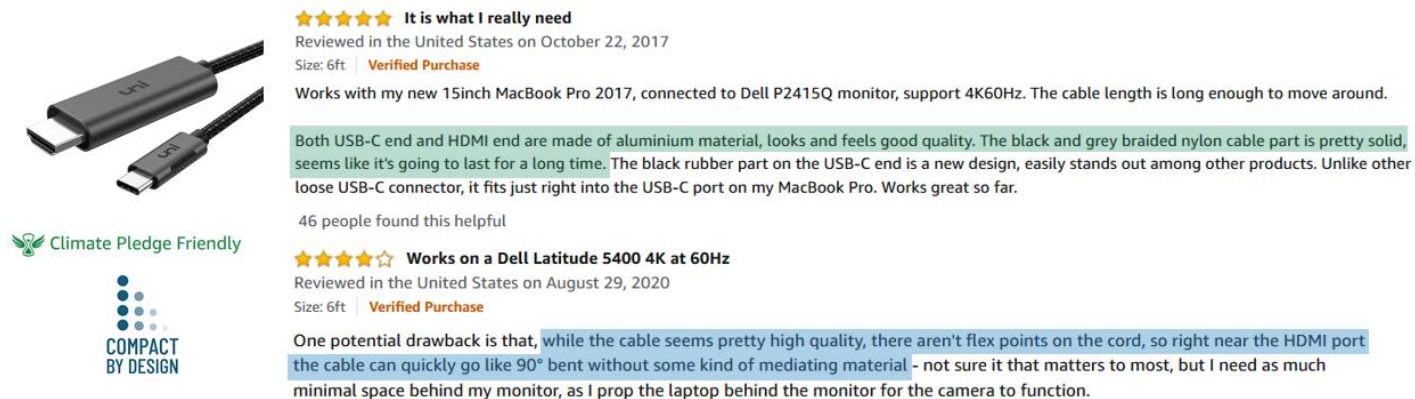 uni
uni
Climate Pledge Friendly
COMPACT
BY DESIGN
It is what I really need
Reviewed in the United States on October 22, 2017
Size: 6ft | Verified Purchase
Works with my new 15inch MacBook Pro 2017, connected to Dell P2415Q monitor, support 4K60Hz. The cable length is long enough to move around.
Both USB-C end and HDMI end are made of aluminium material, looks and feels good quality. The black and grey braided nylon cable part is pretty solid,
seems like it's going to last for a long time. The black rubber part on the USB-C end is a new design, easily stands out among other products. Unlike other
loose USB-C connector, it fits just right into the USB-C port on my MacBook Pro. Works great so far.
46 people found this helpful
Works on a Dell Latitude 5400 4K at 60Hz
Reviewed in the United States on August 29, 2020
Size: 6ft | Verified Purchase
One potential drawback is that, while the cable seems pretty high quality, there aren't flex points on the cord, so right near the HDMI port
the cable can quickly go like 90° bent without some kind of mediating material - not sure it that matters to most, but I need as much
minimal space behind my monitor, as I prop the laptop behind the monitor for the camera to function.